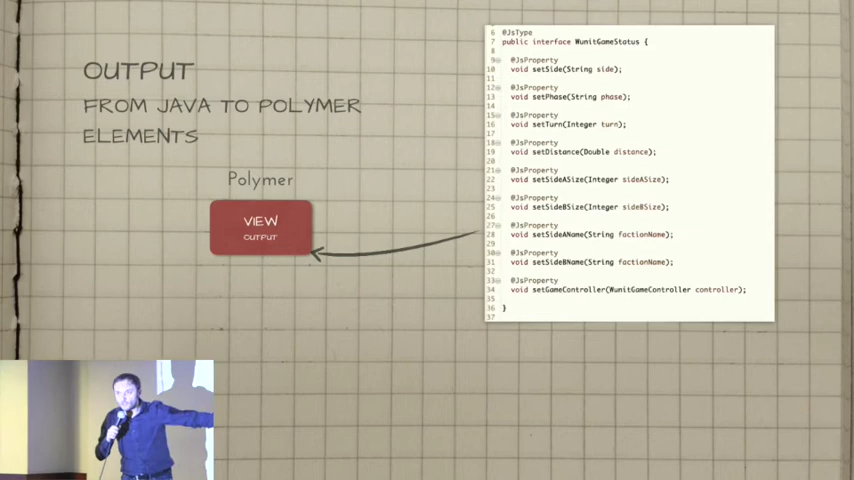 OUTPUT
FROM JAVA TO POLYMER
ELEMENTS
Polymer
VIEW
OUTPUT
6 @JsType
7 public interface WunitGameStatus {
8
9 @JsProperty
10 void setSide(String side);
11
12 @JsProperty
13 void setPhase(String phase);
14
15 @JsProperty
16 void setTurn(Integer turn);
17
18 @JsProperty
19 void setDistance(Double distance);
20
21 @JsProperty
22 void setSideASize(Integer sideASize);
23
24 @JsProperty
25 void setSideBSize(Integer sideBSize);
26
27 @JsProperty
28 void setSideAName(String factionName);
29
30 @JsProperty
31 void setSideBName(String factionName);
32
33 @JsProperty
34 void setGameController(WunitGameController controller);
35
36 }
37